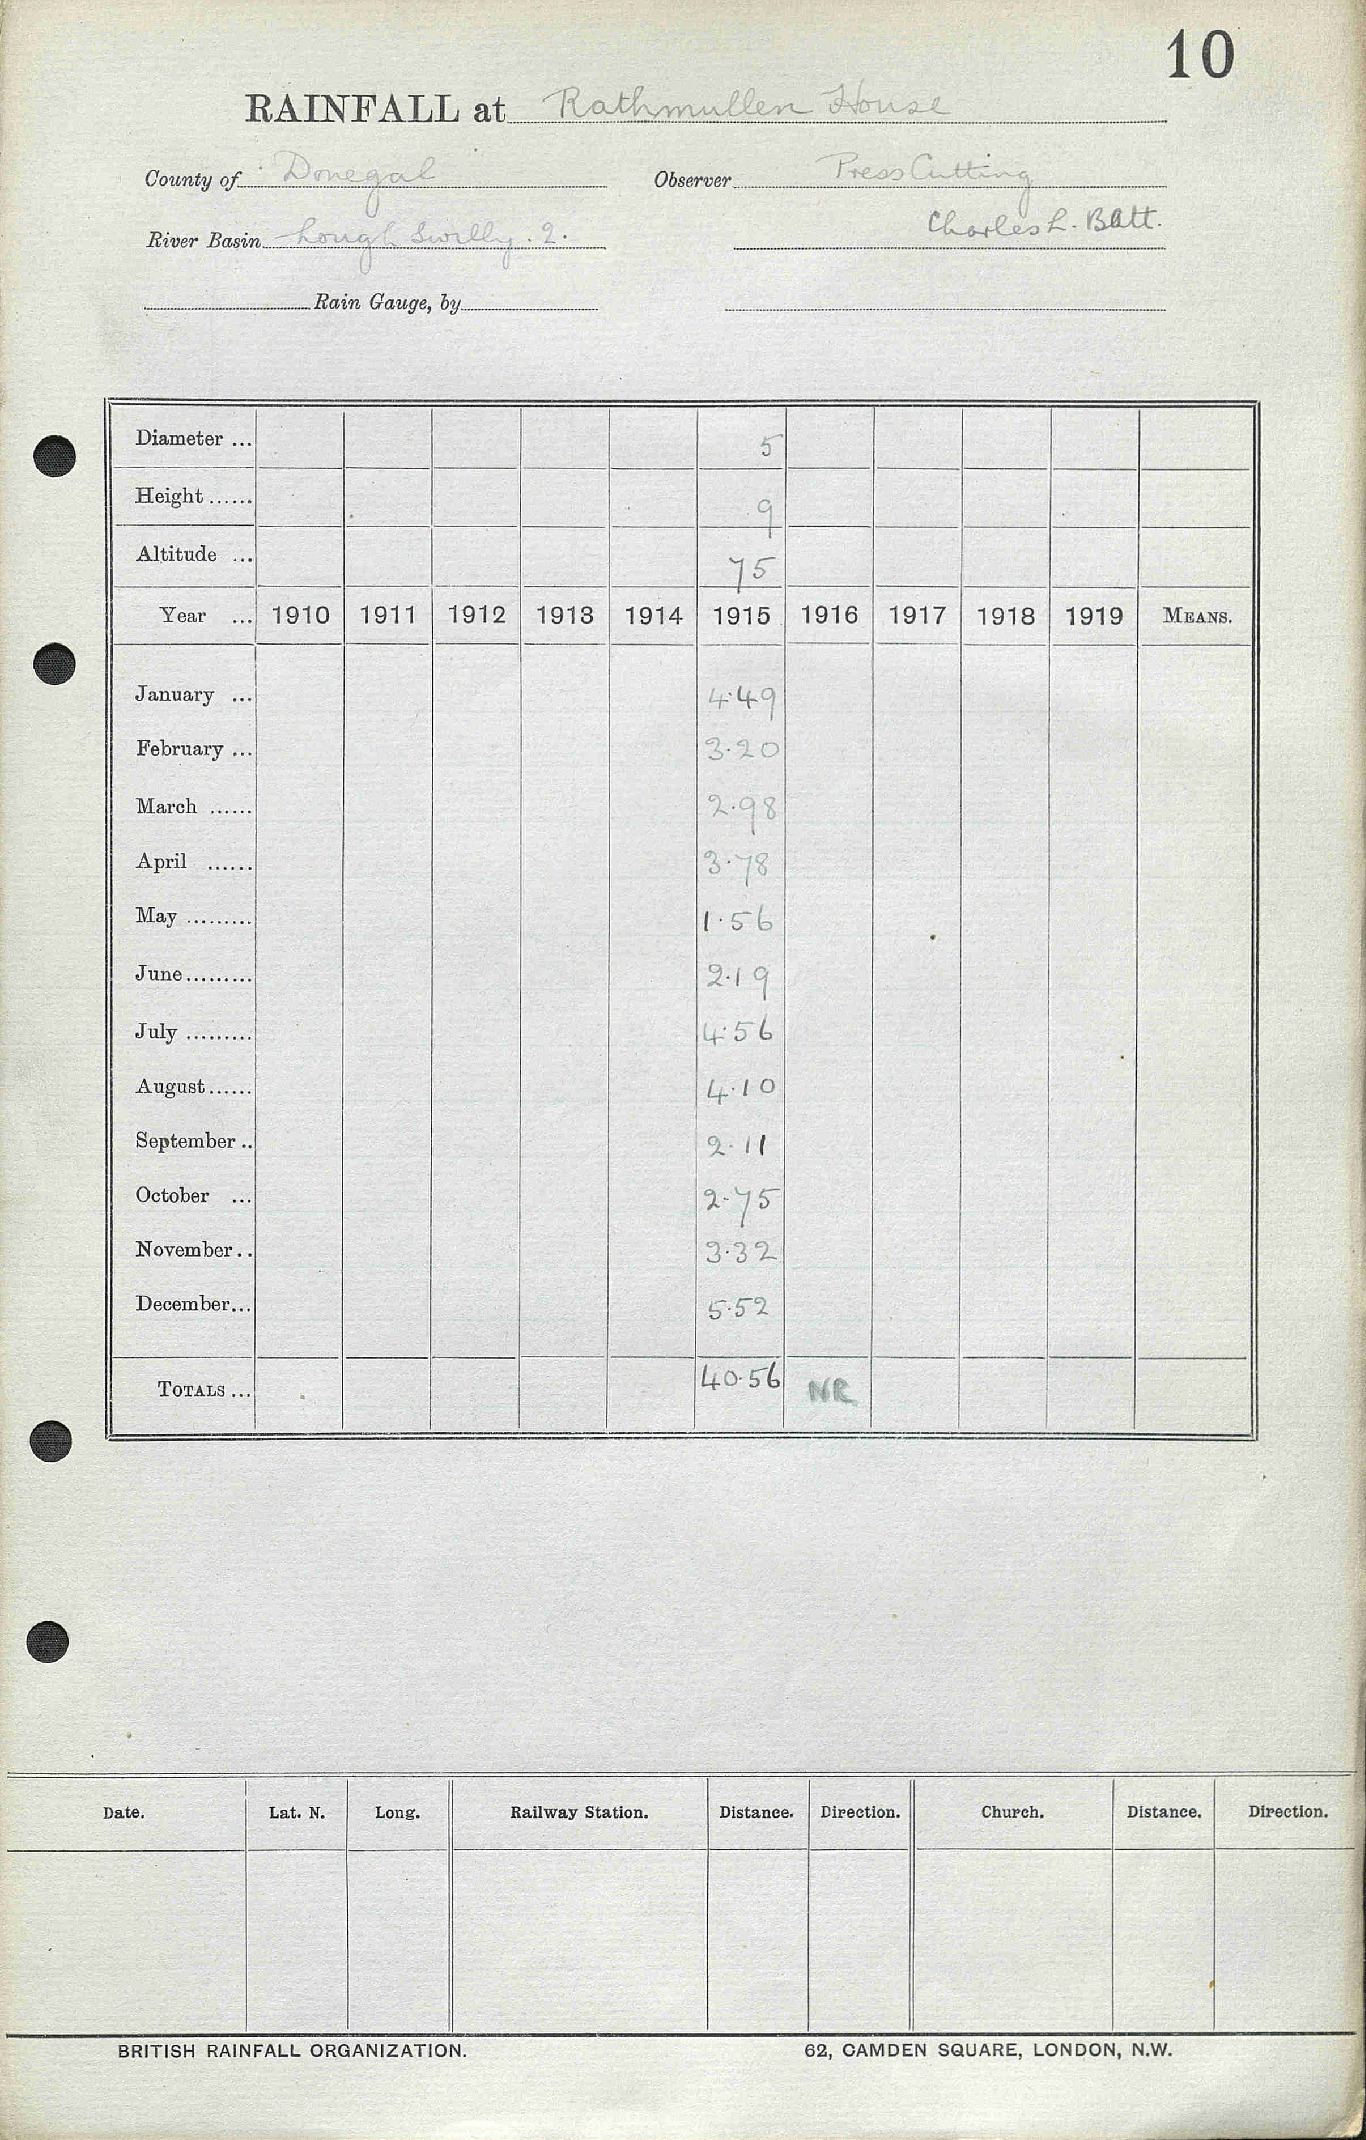 10
RAINFALL at Rathmullen House
County of Donegal Observer Press Cutting
River Basin Lough Swilly. 2. Charles L. Batt.
Rain Gauge, by
Diameter ... 5
Height ...... 9
Altitude ... 75
Year ... 1910 1911 1912 1913 1914 1915 1916 1917 1918 1919 MEANS.
January ... 4.49
February ... 3.20
March ...... 2.98
April ...... 3.78
May ......... 1.56
June ......... 2.19
July ......... 4.56
August ...... 4.10
September .. 2.11
October ... 2.75
November .. 3.32
December ... 5.52
TOTALS ... 40.56 NR
Date. Lat. N. Long. Railway Station. Distance. Direction. Church. Distance. Direction.
BRITISH RAINFALL ORGANIZATION. 62, CAMDEN SQUARE, LONDON, N.W.